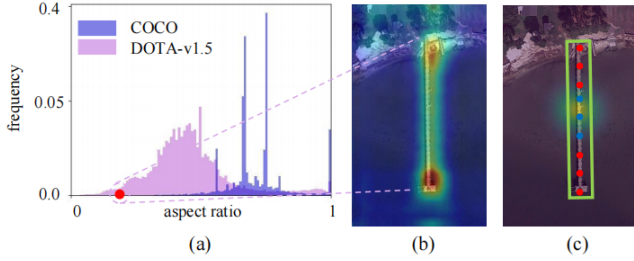 0.4
COCO
DOTA-v1.5
frequency
0.05
0.0
0
aspect ratio
1
(a)
(b)
(c)